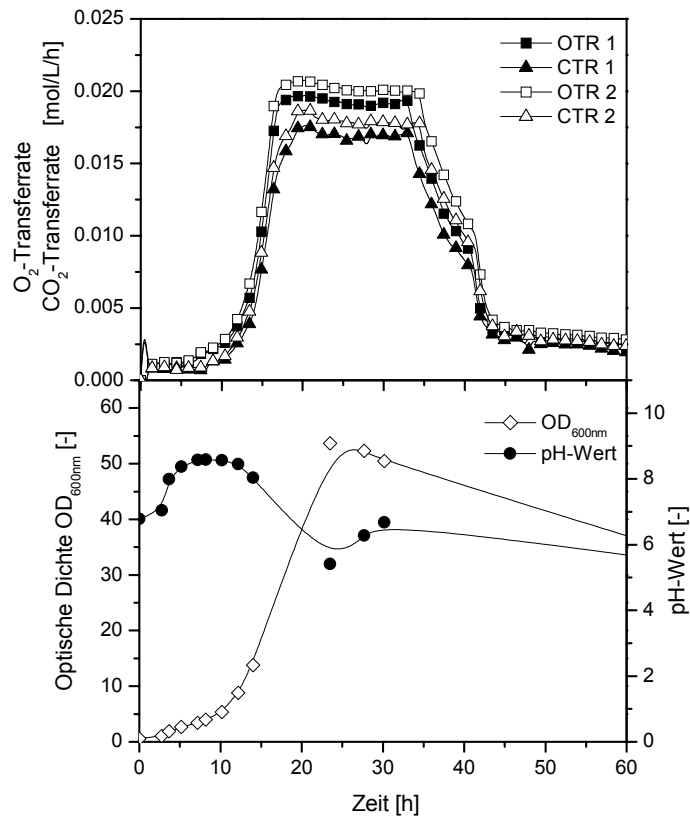 O₂-Transferrate
CO₂-Transferrate [mol/L/h]
0.025
0.020
0.015
0.010
0.005
0.000
OTR 1
CTR 1
OTR 2
CTR 2
Optische Dichte OD₆₀₀ₙₘ [-]
60
50
40
30
20
10
0
OD₆₀₀ₙₘ
pH-Wert
10
8
6
4
2
0
pH-Wert [-]
0 10 20 30 40 50 60
Zeit [h]